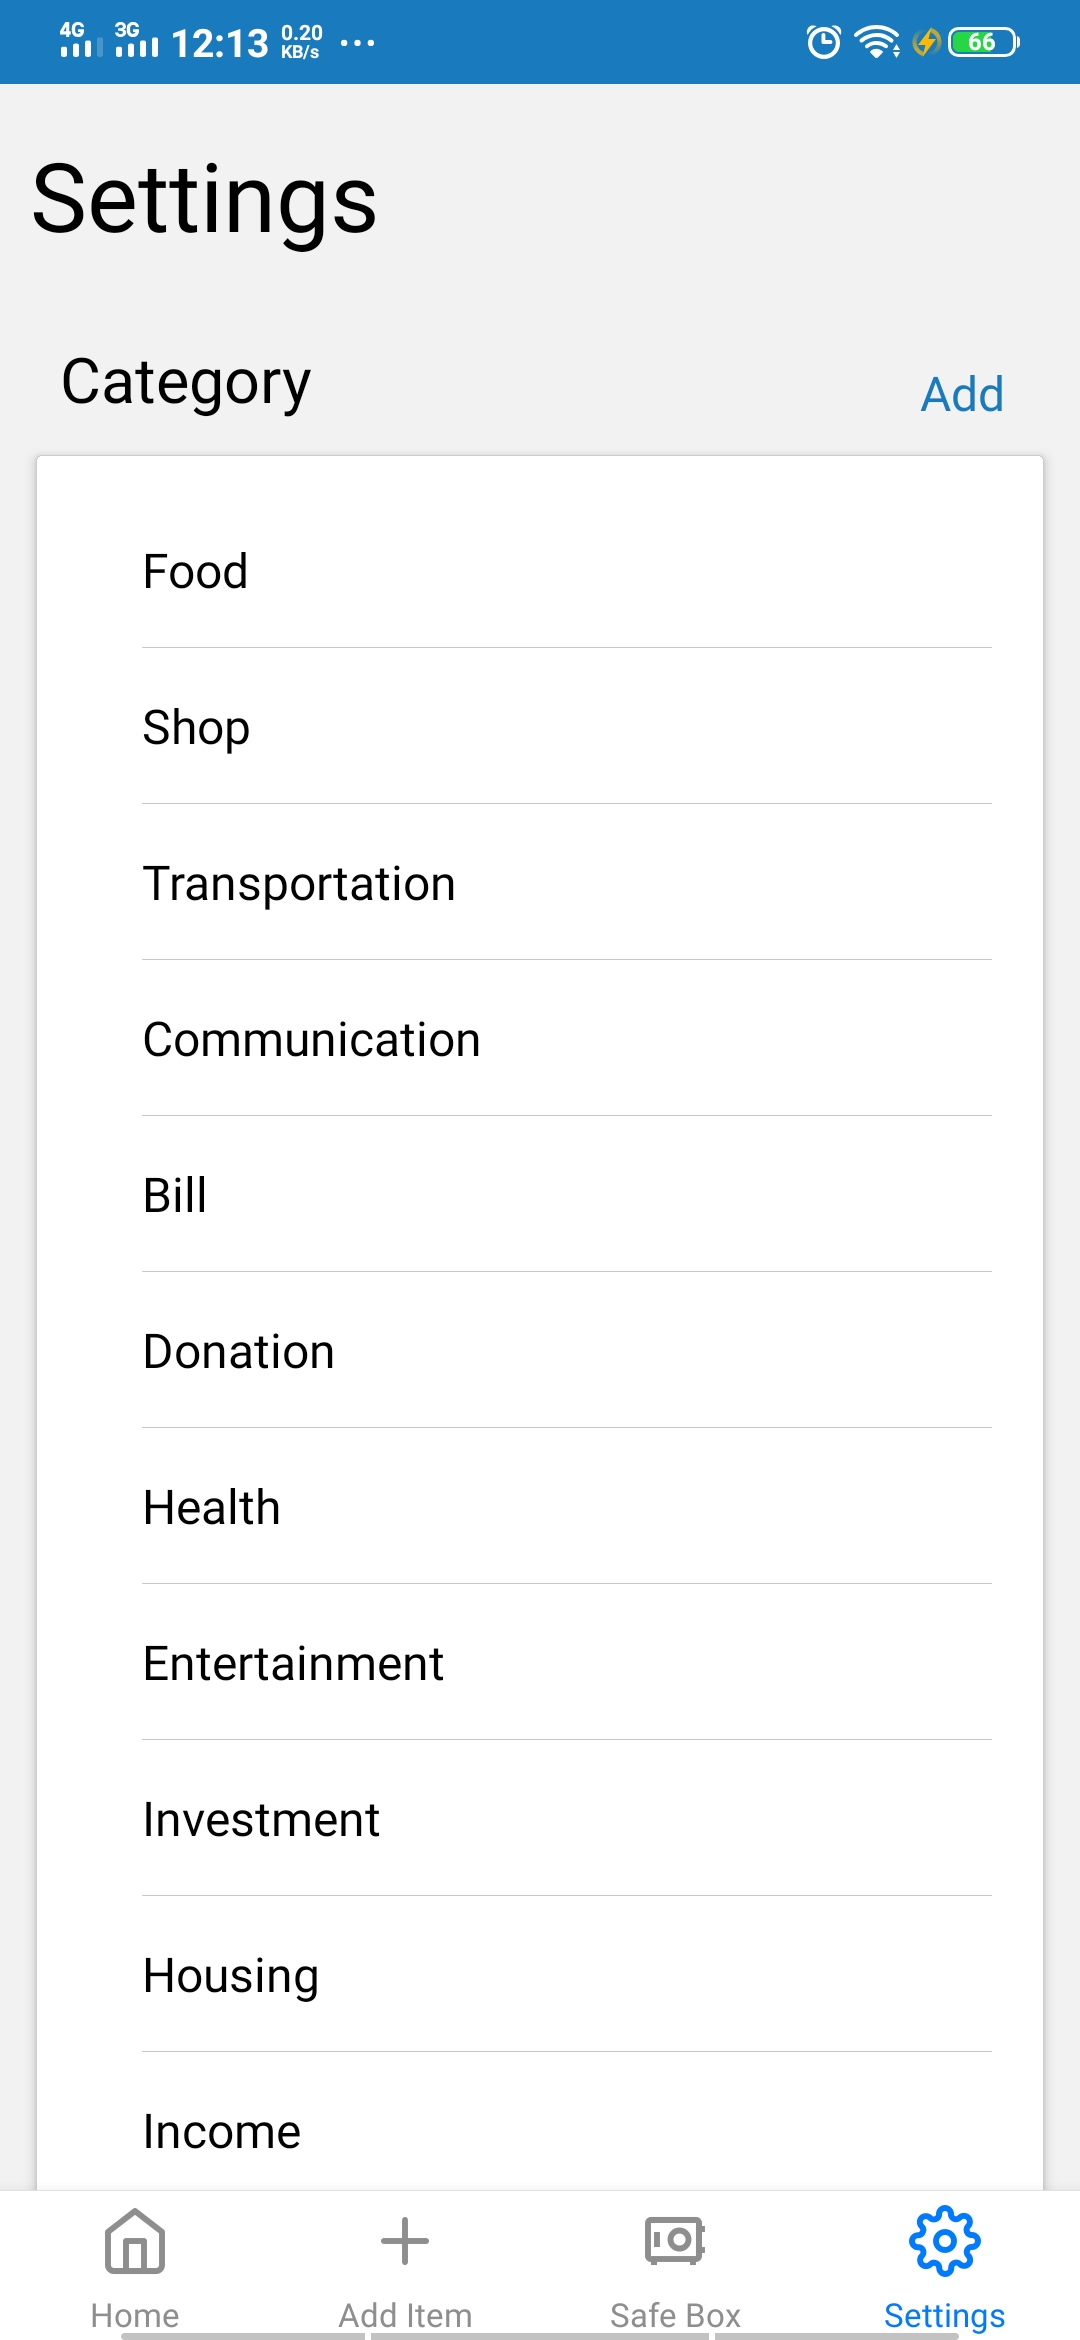 4G 3G 12:13 0.20 KB/s ... 66
Settings
Category
Add
Food
Shop
Transportation
Communication
Bill
Donation
Health
Entertainment
Investment
Housing
Income
Home Add Item Safe Box Settings